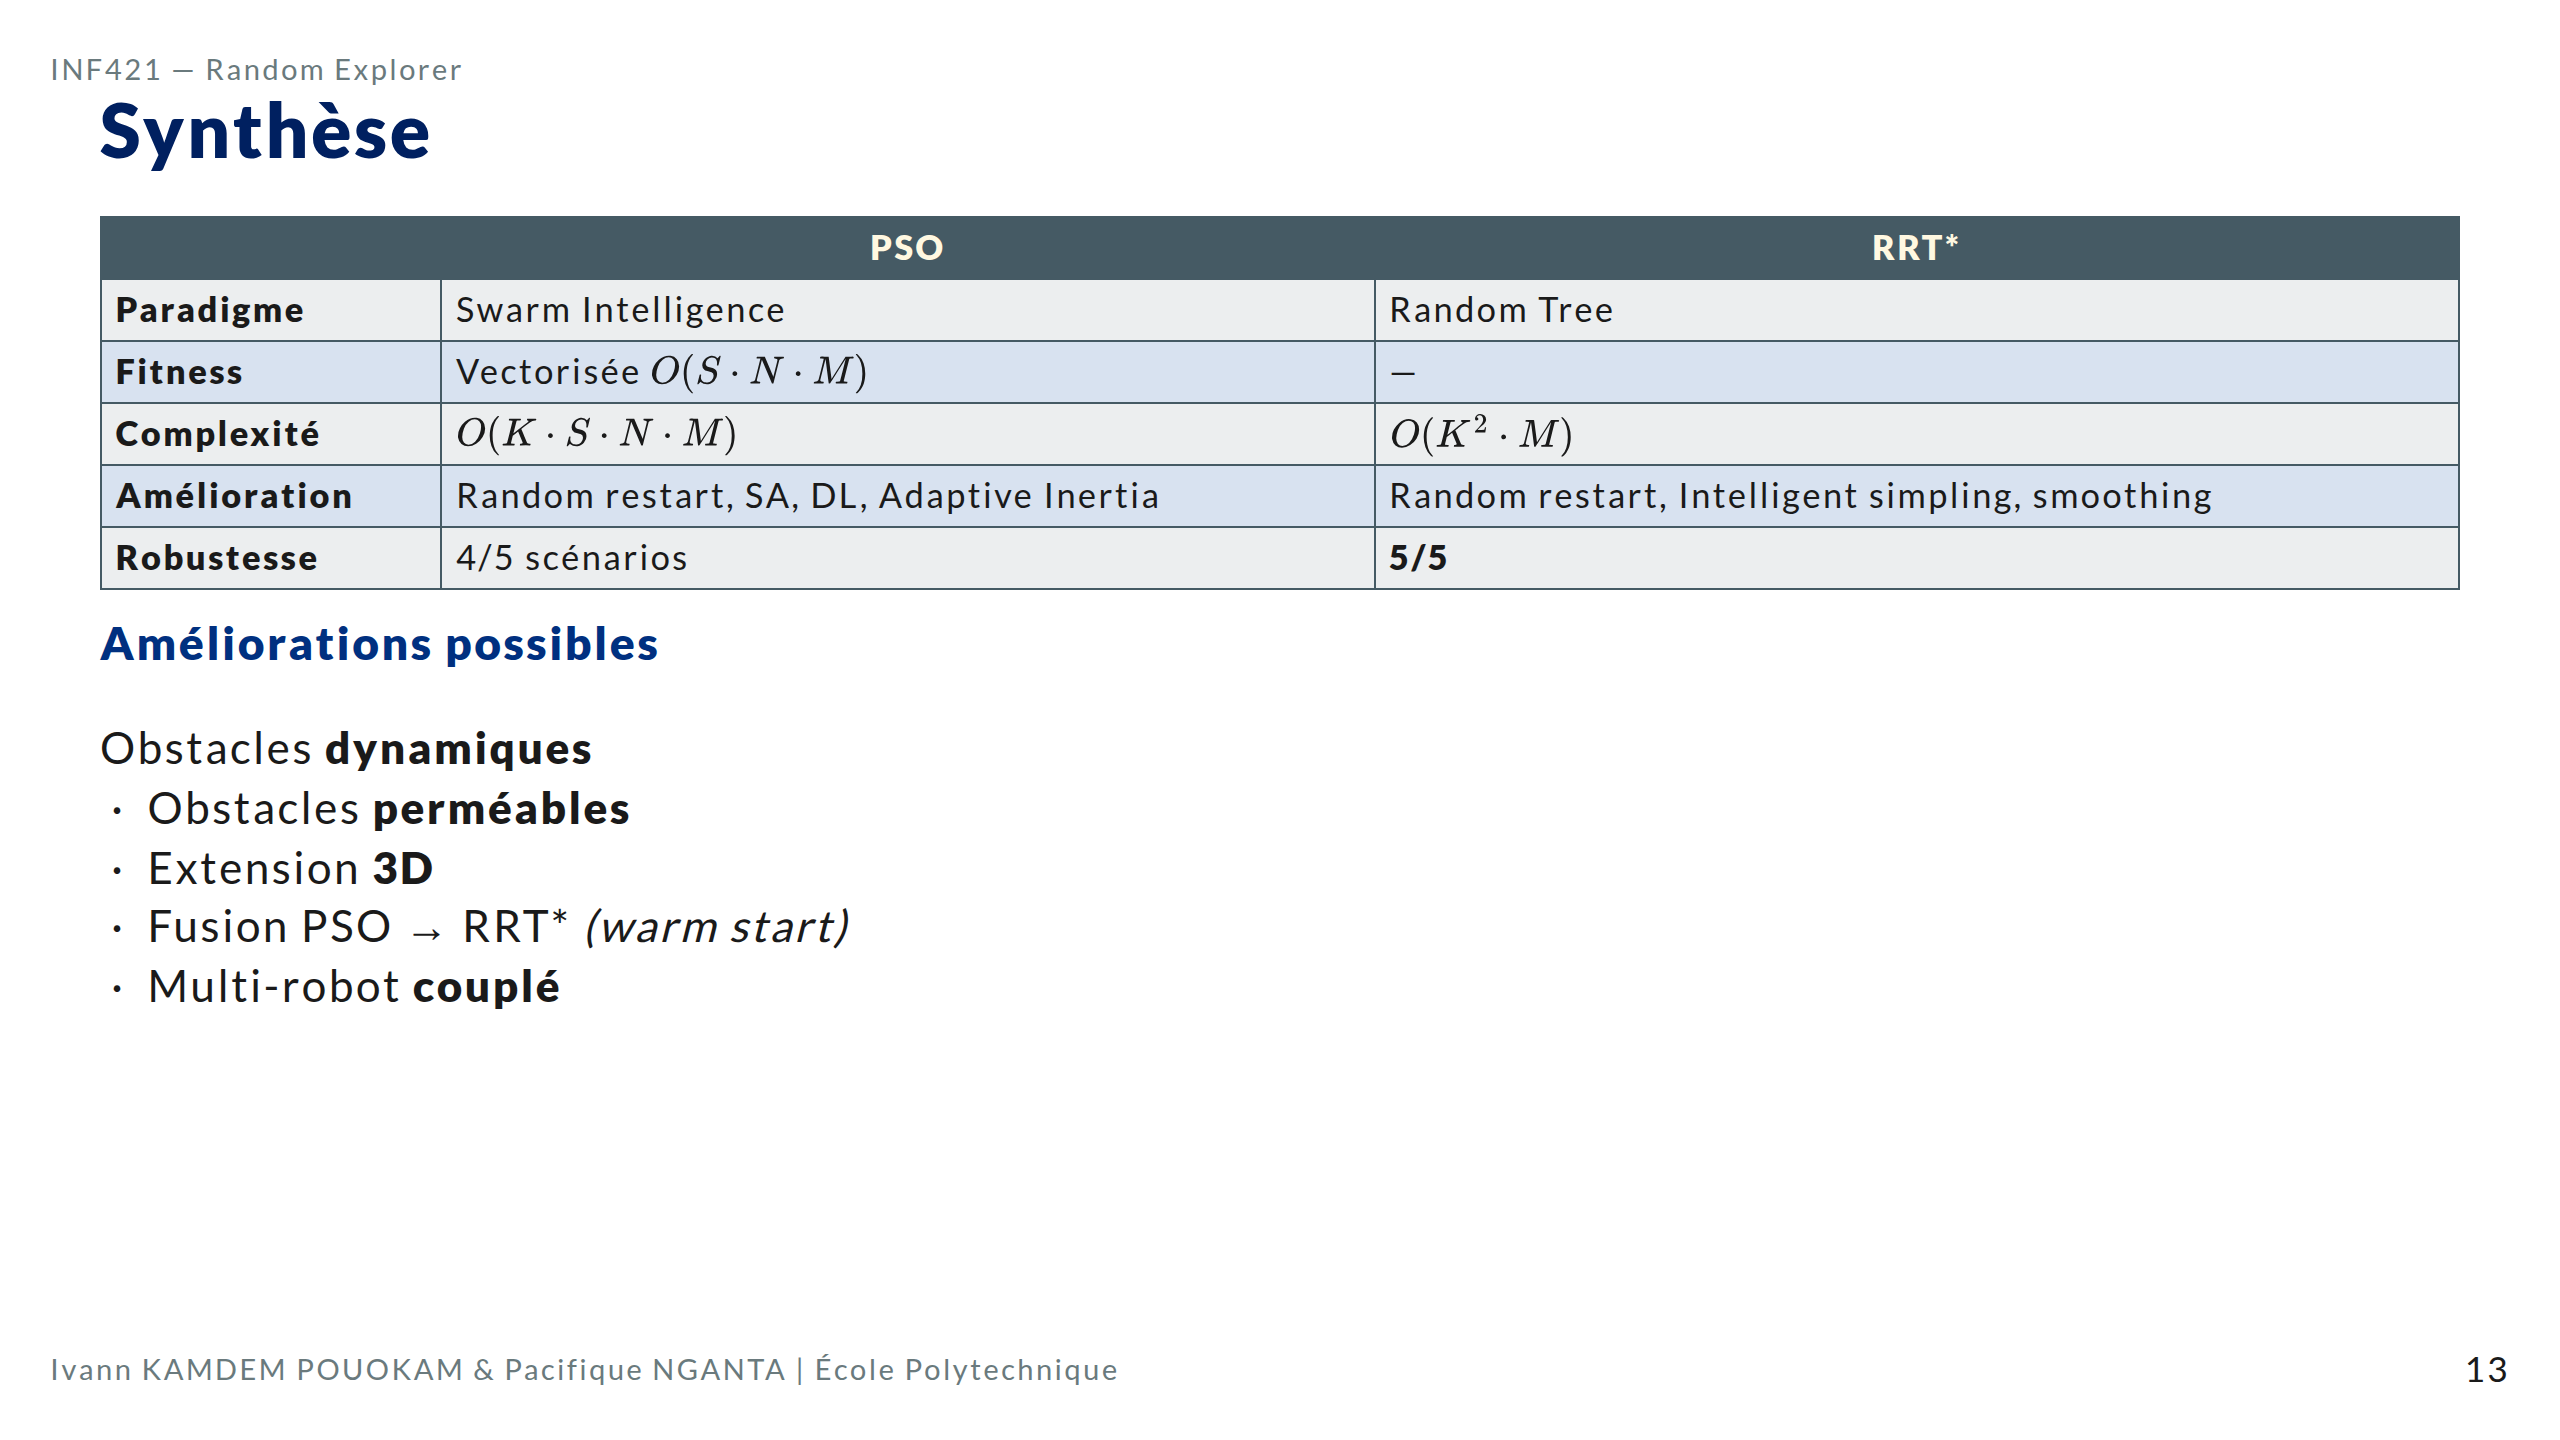 INF421 — Random Explorer
Synthèse
PSO RRT*
Paradigme Swarm Intelligence Random Tree
Fitness Vectorisée O(S · N · M) —
Complexité O(K · S · N · M) O(K² · M)
Amélioration Random restart, SA, DL, Adaptive Inertia Random restart, Intelligent simpling, smoothing
Robustesse 4/5 scénarios 5/5
Améliorations possibles
Obstacles dynamiques
· Obstacles perméables
· Extension 3D
· Fusion PSO → RRT* (warm start)
· Multi-robot couplé
Ivann KAMDEM POUOKAM & Pacifique NGANTA | École Polytechnique 13